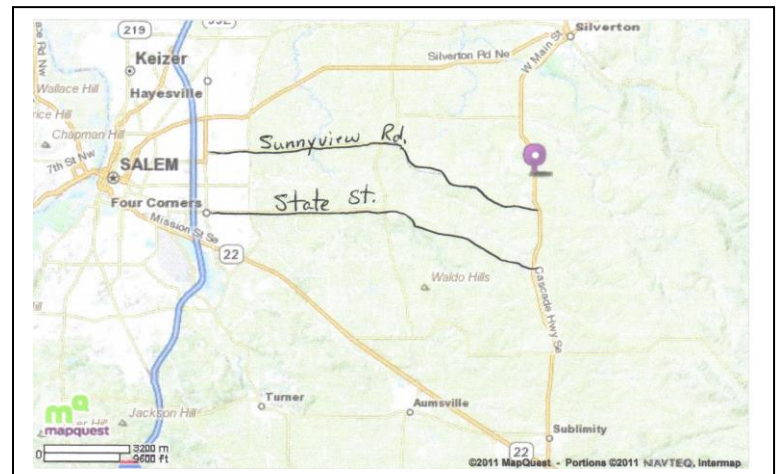 219
Silverton
Keizer
Silverton Rd Ne
W Main St
Wallace Hill
Hayesville
Chapman Hill
Sunnyview Rd.
7th St Nw
SALEM
Four Corners
State St.
Mission St Se
22
Waldo Hills
Cascade Hwy Se
Turner
Aumsville
Jackson Hill
mapquest
Sublimity
22
0
3200 m
9600 ft
©2011 MapQuest - Portions ©2011 NAVTEQ, Intermap